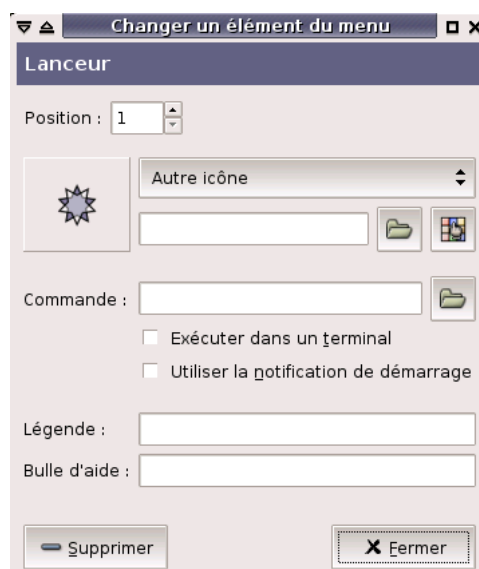 Changer un élément du menu
Lanceur
Position : 1
Autre icône
Commande :
Exécuter dans un terminal
Utiliser la notification de démarrage
Légende :
Bulle d'aide :
Supprimer Fermer